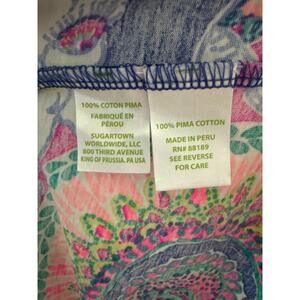 100% COTON PIMA
FABRIQUÉ EN
PÉROU
SUGARTOWN
WORLDWIDE, LLC
800 THIRD AVENUE
KING OF PRUSSIA. PA USA
100% PIMA COTTON
MADE IN PERU
RN# 88189
SEE REVERSE
FOR CARE